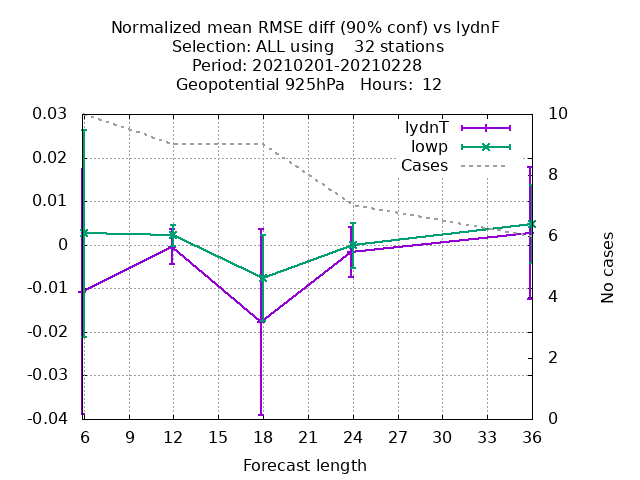 Normalized mean RMSE diff (90% conf) vs lydnF
Selection: ALL using    32 stations
Period: 20210201-20210228
Geopotential 925hPa   Hours:  12
lydnT
lowp
Cases
0.03
0.02
0.01
0
-0.01
-0.02
-0.03
-0.04
10
8
6
4
2
0
No cases
6 9 12 15 18 21 24 27 30 33 36
Forecast length